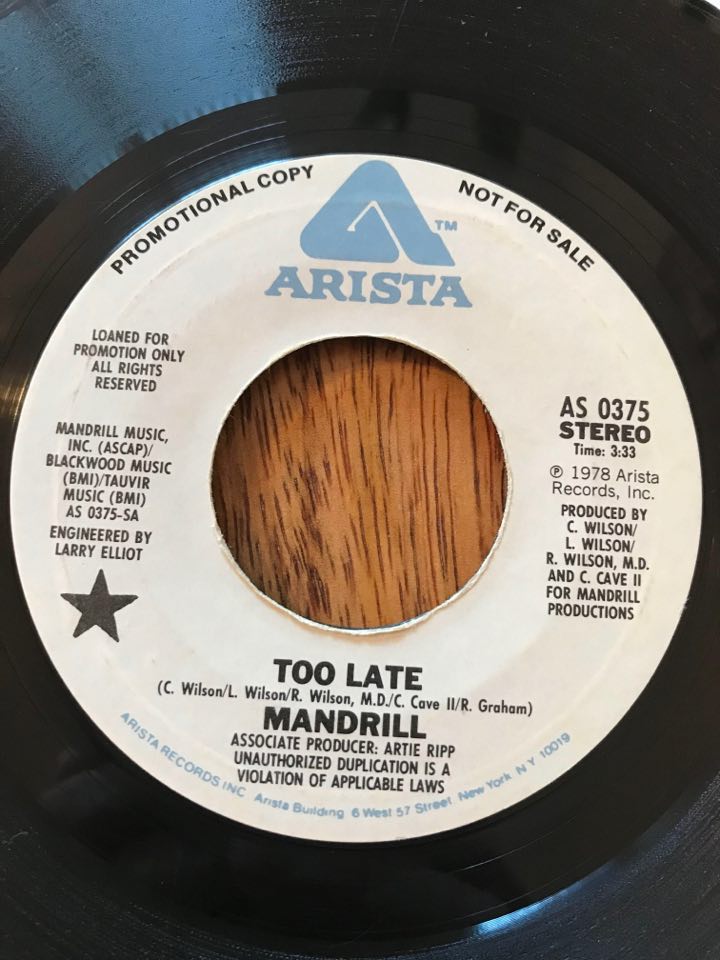 PROMOTIONAL COPY
NOT FOR SALE
TM
ARISTA
LOANED FOR
PROMOTION ONLY
ALL RIGHTS
RESERVED
MANDRILL MUSIC,
INC. (ASCAP)/
BLACKWOOD MUSIC
(BMI)/TAUVIR
MUSIC (BMI)
AS 0375-SA
ENGINEERED BY
LARRY ELLIOT
AS 0375
STEREO
Time: 3:33
℗ 1978 Arista
Records, Inc.
PRODUCED BY
C. WILSON/
L. WILSON/
R. WILSON, M.D.
AND C. CAVE II
FOR MANDRILL
PRODUCTIONS
TOO LATE
(C. Wilson/L. Wilson/R. Wilson, M.D./C. Cave II/R. Graham)
MANDRILL
ASSOCIATE PRODUCER: ARTIE RIPP
UNAUTHORIZED DUPLICATION IS A
VIOLATION OF APPLICABLE LAWS
ARISTA RECORDS INC Arista Building 6 West 57 Street New York N Y 10019